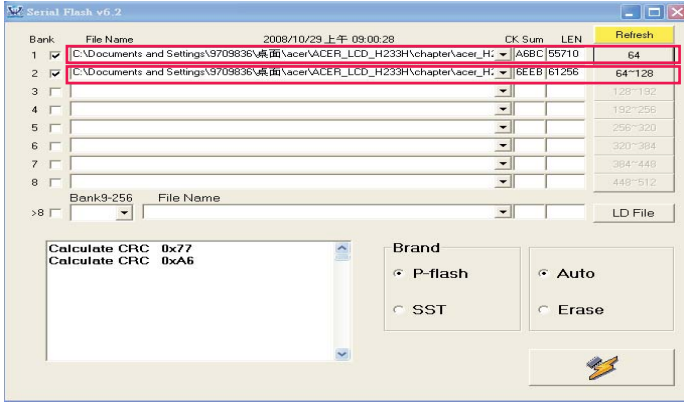 Serial Flash v6.2
Bank File Name 2008/10/29 上午 09:00:28 CK Sum LEN Refresh
1 C:\Documents and Settings\9709836\桌面\acer\ACER_LCD_H233H\chapter\acer_H2 A6BC 55710 64
2 C:\Documents and Settings\9709836\桌面\acer\ACER_LCD_H233H\chapter\acer_H2 6EEB 61256 64~128
3 128~192
4 192~256
5 256~320
6 320~384
7 384~448
8 448~512
Bank9-256 File Name
>8 LD File
Calculate CRC 0x77
Calculate CRC 0xA6
Brand
P-flash
SST
Auto
Erase